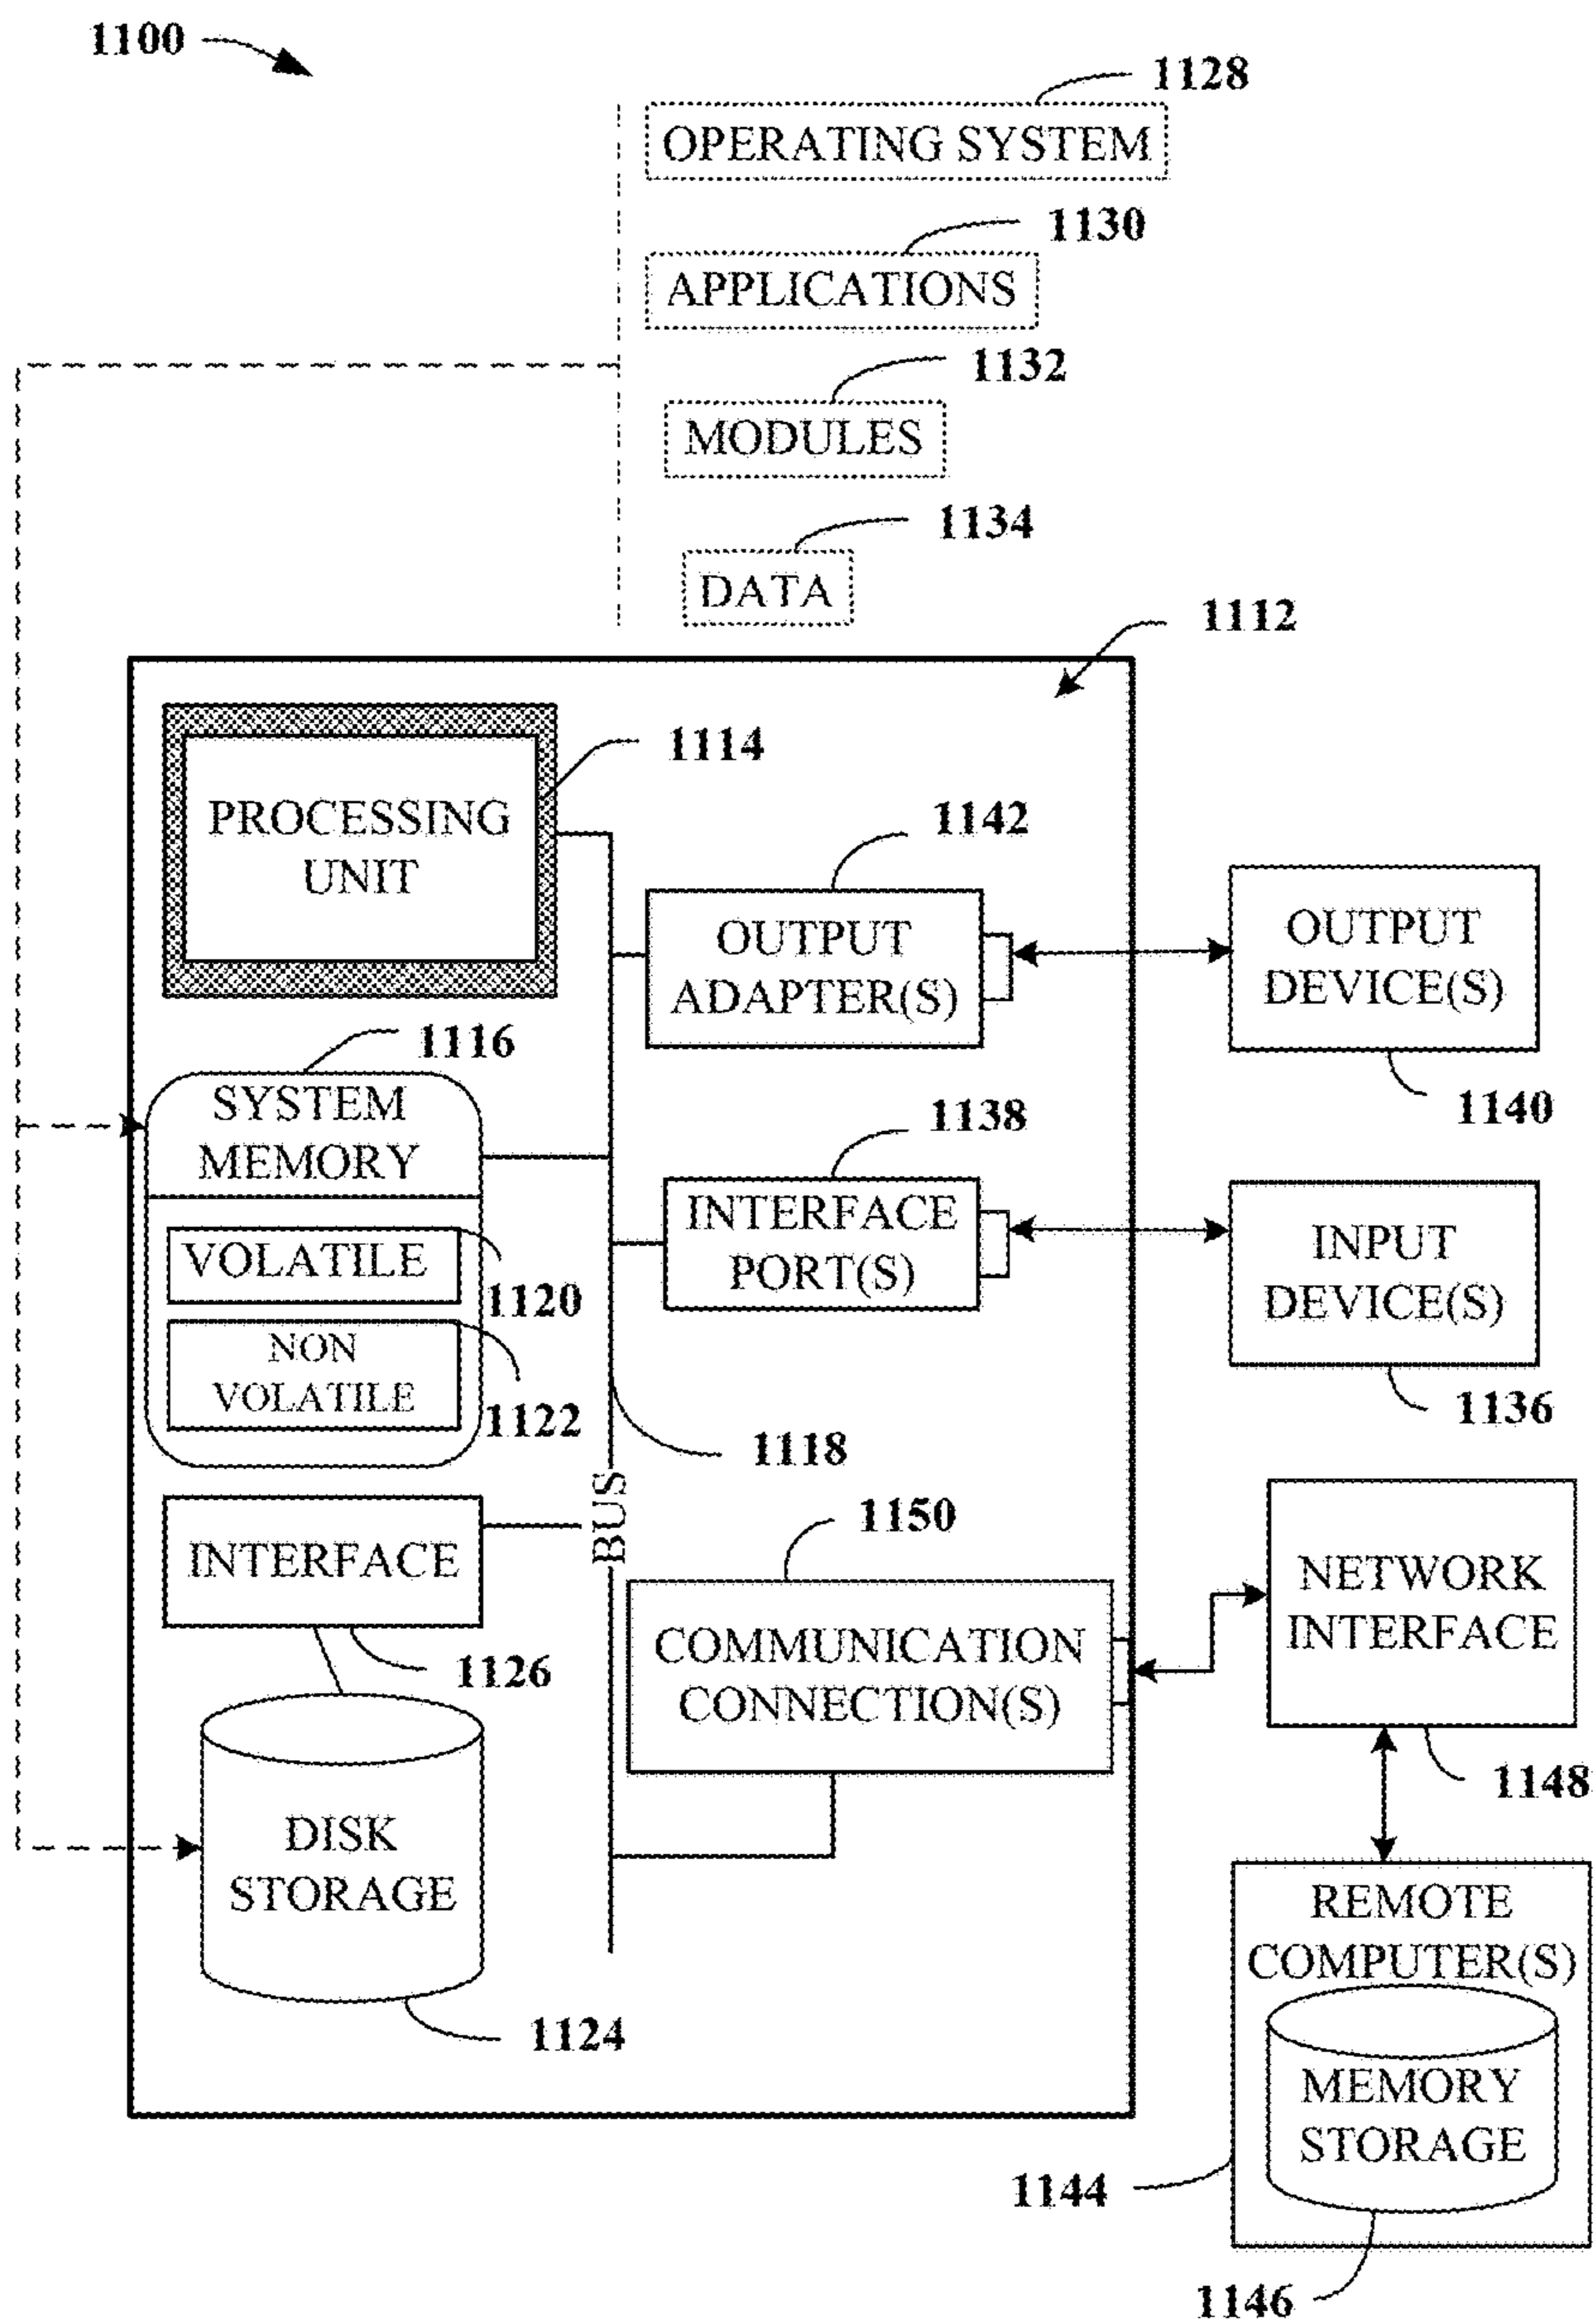 1100
1128
OPERATING SYSTEM
1130
APPLICATIONS
1132
MODULES
1134
DATA
1112
1114
PROCESSING
UNIT
1142
OUTPUT
ADAPTER(S)
OUTPUT
DEVICE(S)
1140
1116
SYSTEM
MEMORY
1138
INTERFACE
PORT(S)
INPUT
DEVICE(S)
1136
VOLATILE
1120
NON
VOLATILE
1122
1118
BUS
INTERFACE
1126
1150
COMMUNICATION
CONNECTION(S)
NETWORK
INTERFACE
1148
DISK
STORAGE
1124
REMOTE
COMPUTER(S)
MEMORY
STORAGE
1144
1146